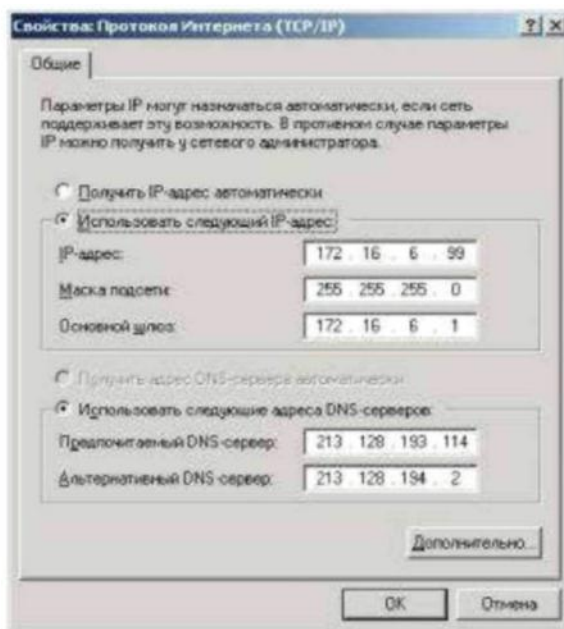 Свойства: Протокол Интернета (TCP/IP)
Общие
Параметры IP могут назначаться автоматически, если сеть
поддерживает эту возможность. В противном случае параметры
IP можно получить у сетевого администратора.
Получить IP-адрес автоматически
Использовать следующий IP-адрес:
IP-адрес: 172 . 16 . 6 . 99
Маска подсети: 255 . 255 . 255 . 0
Основной шлюз: 172 . 16 . 6 . 1
Получить адрес DNS-сервера автоматически
Использовать следующие адреса DNS-серверов:
Предпочитаемый DNS-сервер: 213 . 128 . 193 . 114
Альтернативный DNS-сервер: 213 . 128 . 194 . 2
Дополнительно...
OK Отмена